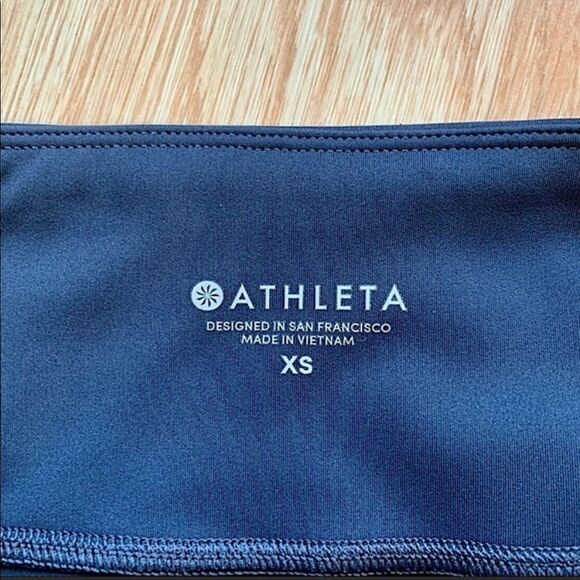 ATHLETA
DESIGNED IN SAN FRANCISCO
MADE IN VIETNAM
XS